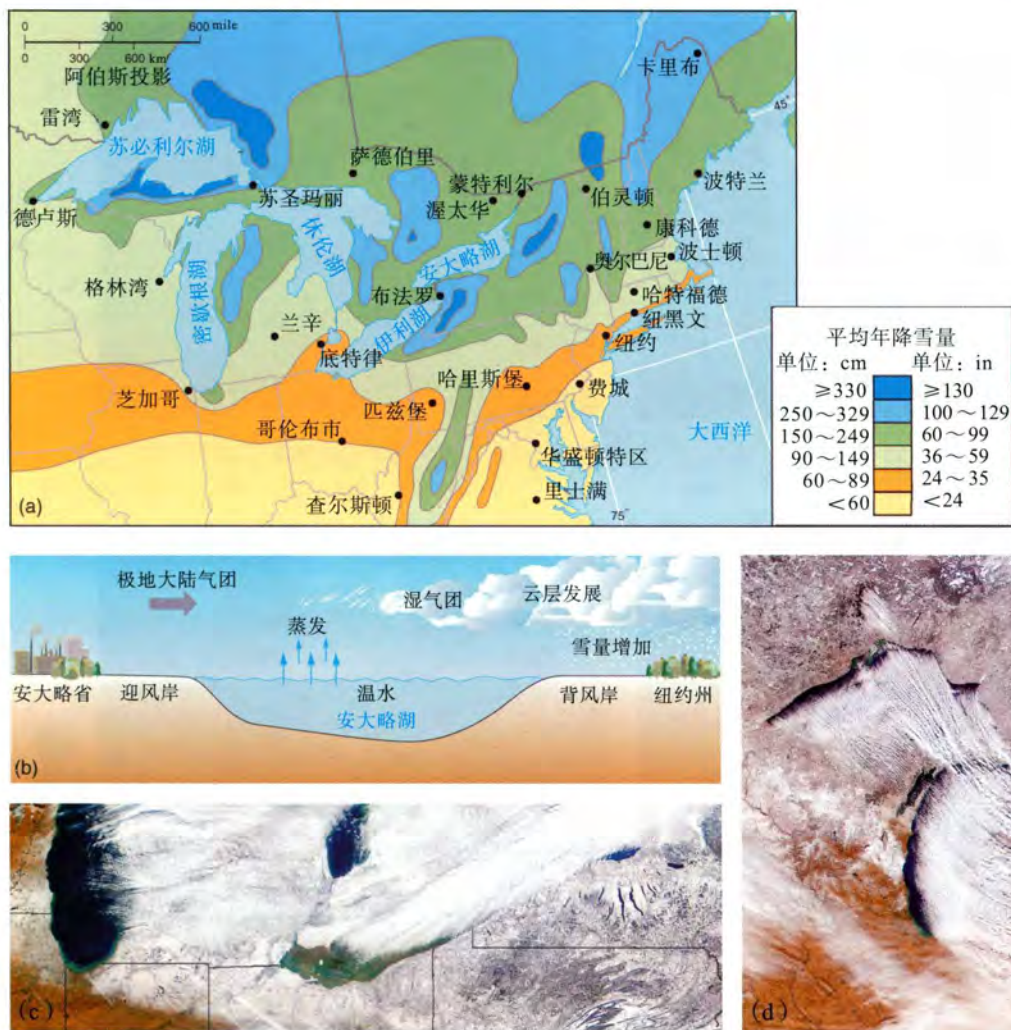 0 300 600 mile
0 300 600 km
阿伯斯投影
卡里布
45°
雷湾
苏必利尔湖
萨德伯里
苏圣玛丽
蒙特利尔
渥太华
伯灵顿
波特兰
德卢斯
休伦湖
康科德
安大略湖
奥尔巴尼
波士顿
格林湾
密歇根湖
布法罗
哈特福德
伊利湖
纽黑文
兰辛
底特律
纽约
芝加哥
哈里斯堡
费城
匹兹堡
哥伦布市
大西洋
华盛顿特区
查尔斯顿
里士满
75°
(a)
平均年降雪量
单位：cm 单位：in
≥330 ≥130
250～329 100～129
150～249 60～99
90～149 36～59
60～89 24～35
＜60 ＜24
极地大陆气团
湿气团
云层发展
蒸发
雪量增加
安大略省 迎风岸 温水 背风岸 纽约州
安大略湖
(b)
(c)
(d)